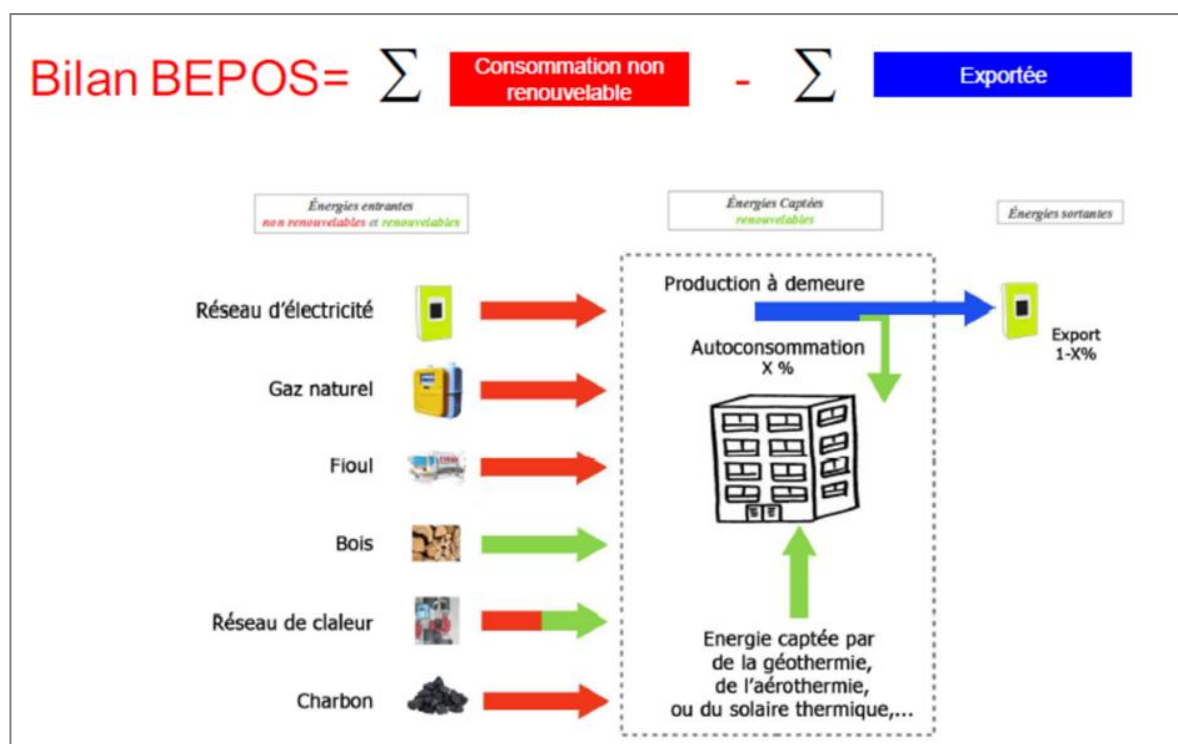 Bilan BEPOS= ∑ Consommation non
renouvelable - ∑ Exportée
Énergies entrantes
non renouvelables et renouvelables
Énergies Captées
renouvelables
Énergies sortantes
Réseau d'électricité
Gaz naturel
Fioul
Bois
Réseau de claleur
Charbon
Production à demeure
Autoconsommation
X %
Export
1-X%
Energie captée par
de la géothermie,
de l'aérothermie,
ou du solaire thermique,...